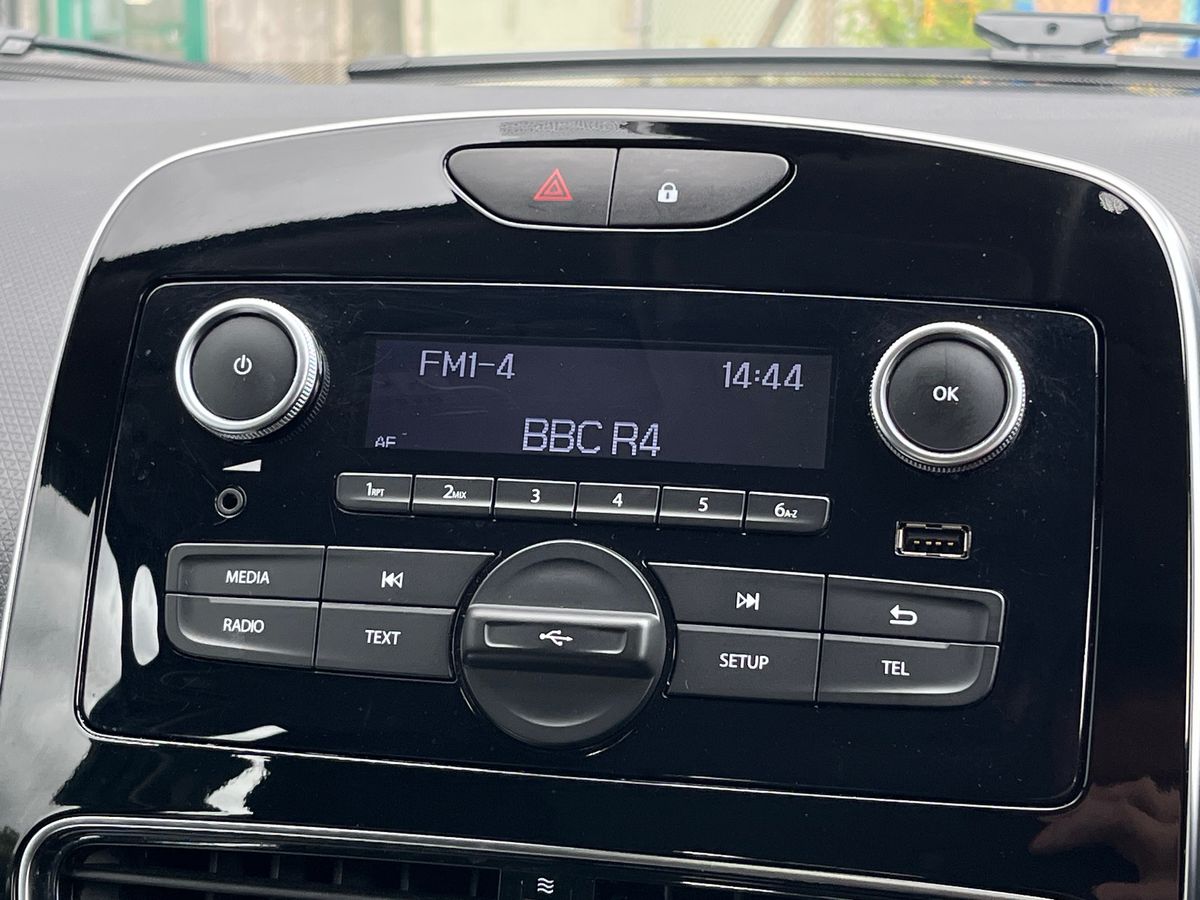 FM1-4 14:44
AF BBC R4
OK
1RPT 2MIX 3 4 5 6A-Z
MEDIA
RADIO TEXT SETUP TEL